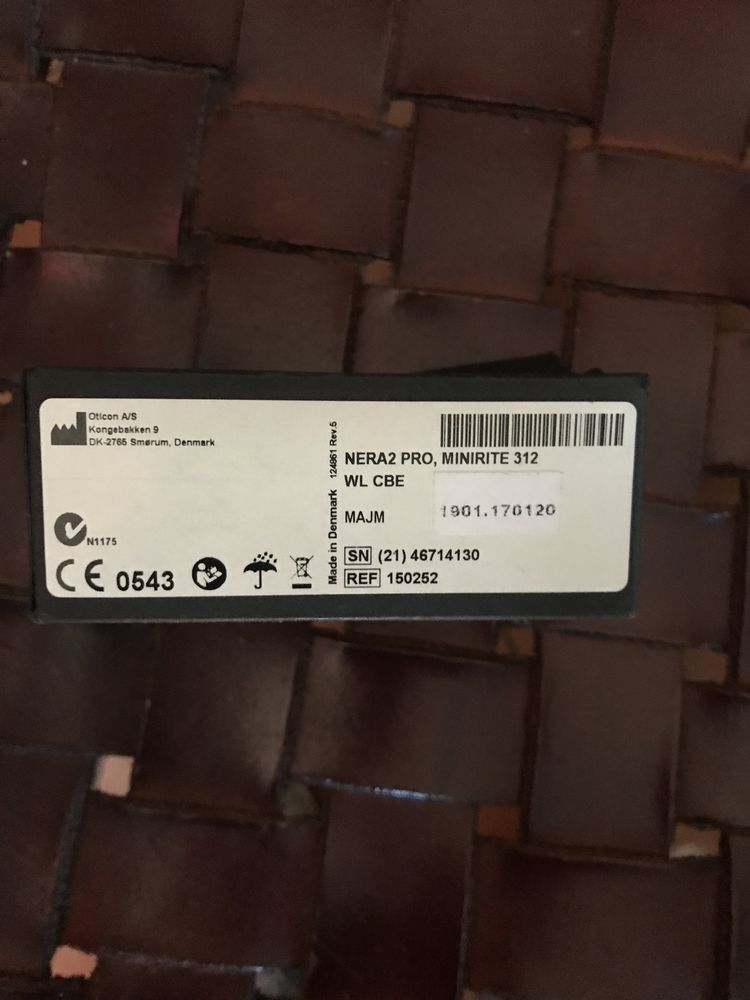 Oticon A/S
Kongebakken 9
DK-2765 Smørum, Denmark
N1175
CE 0543
Made in Denmark 124861 Rev.5
NERA2 PRO, MINIRITE 312
WL CBE
MAJM
1901.170120
SN (21) 46714130
REF 150252